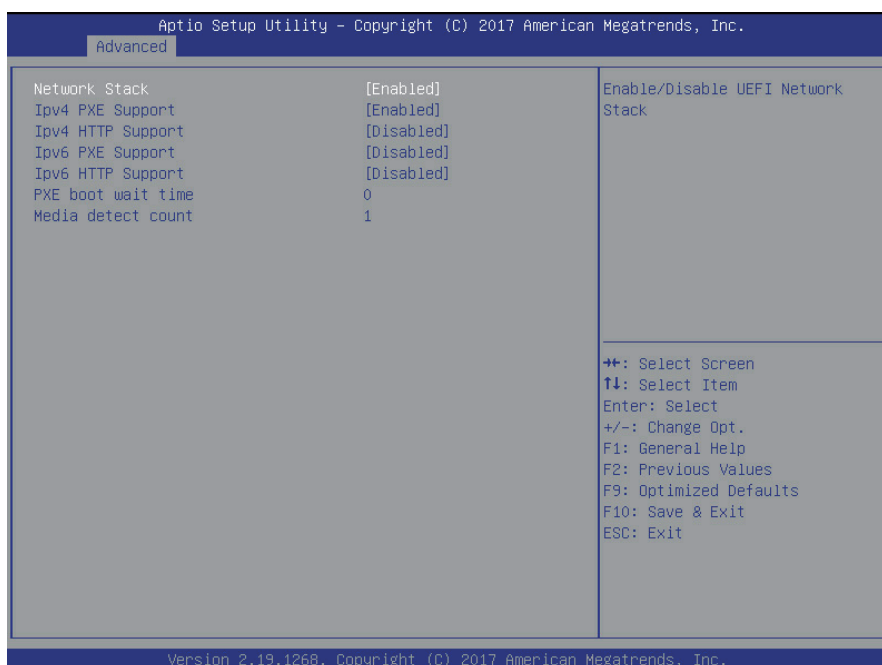 Aptio Setup Utility – Copyright (C) 2017 American Megatrends, Inc.
Advanced
Network Stack [Enabled]
Ipv4 PXE Support [Enabled]
Ipv4 HTTP Support [Disabled]
Ipv6 PXE Support [Disabled]
Ipv6 HTTP Support [Disabled]
PXE boot wait time 0
Media detect count 1
Enable/Disable UEFI Network
Stack
→←: Select Screen
↑↓: Select Item
Enter: Select
+/-: Change Opt.
F1: General Help
F2: Previous Values
F9: Optimized Defaults
F10: Save & Exit
ESC: Exit
Version 2.19.1268. Copyright (C) 2017 American Megatrends, Inc.